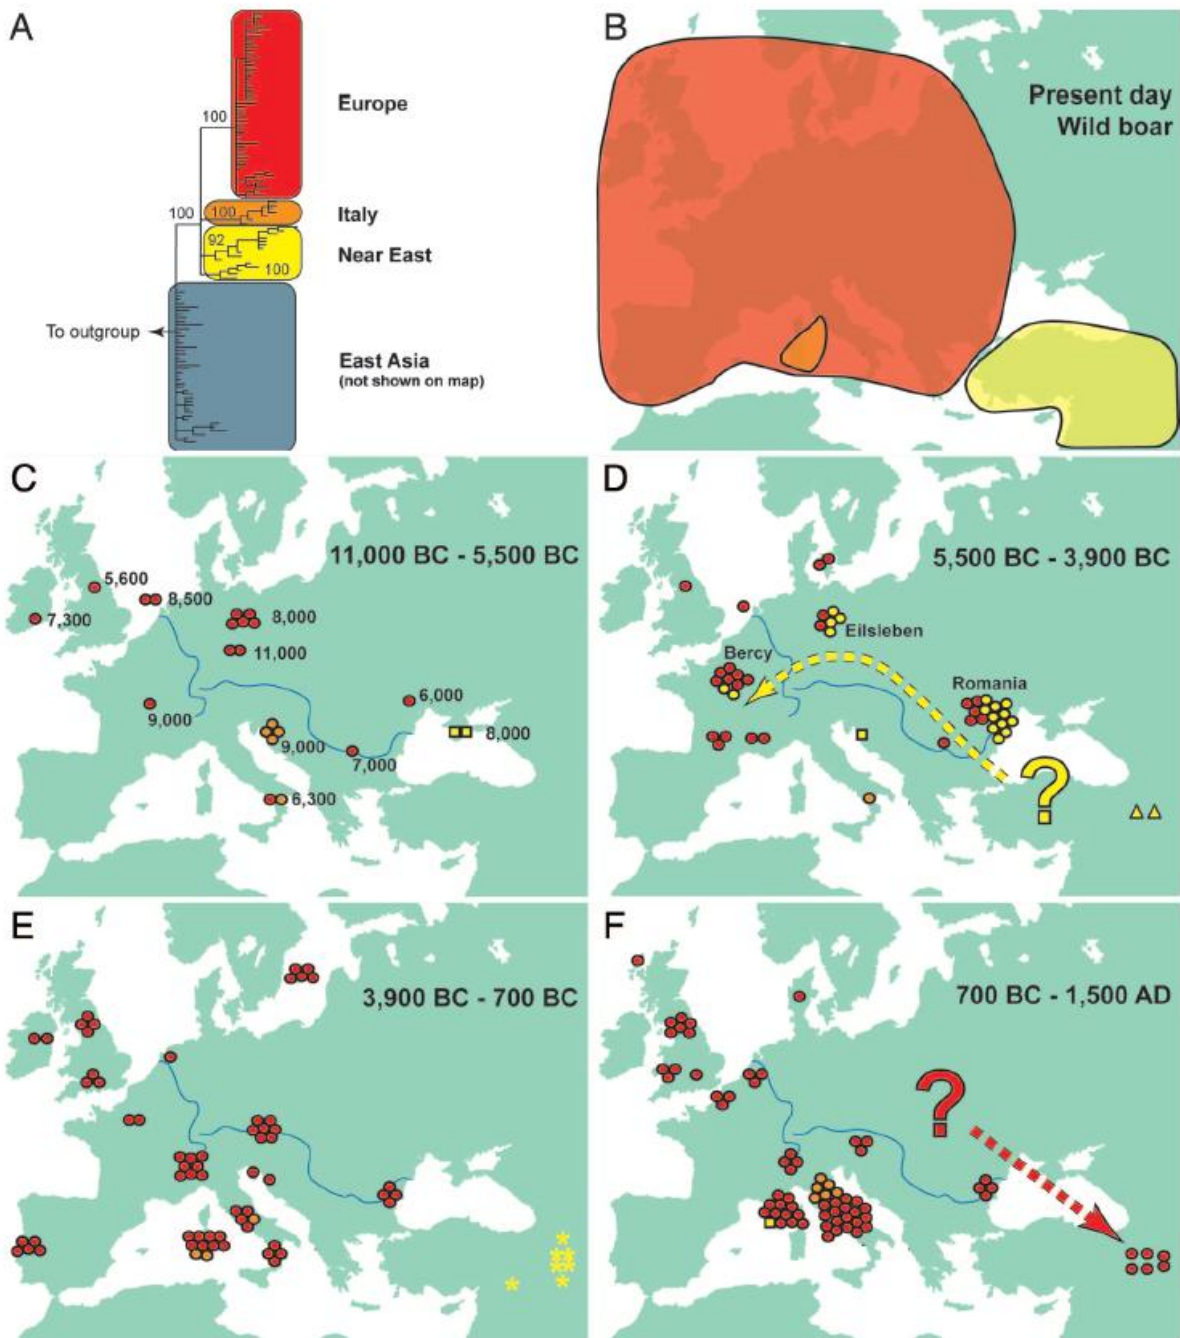 A
100
Europe
100
100
Italy
92
Near East
100
To outgroup
East Asia
(not shown on map)
B
Present day
Wild boar
C
11,000 BC - 5,500 BC
5,600
8,500
7,300
8,000
11,000
9,000
6,000
9,000
8,000
7,000
6,300
D
5,500 BC - 3,900 BC
Eilsleben
Bercy
Romania
?
E
3,900 BC - 700 BC
F
700 BC - 1,500 AD
?